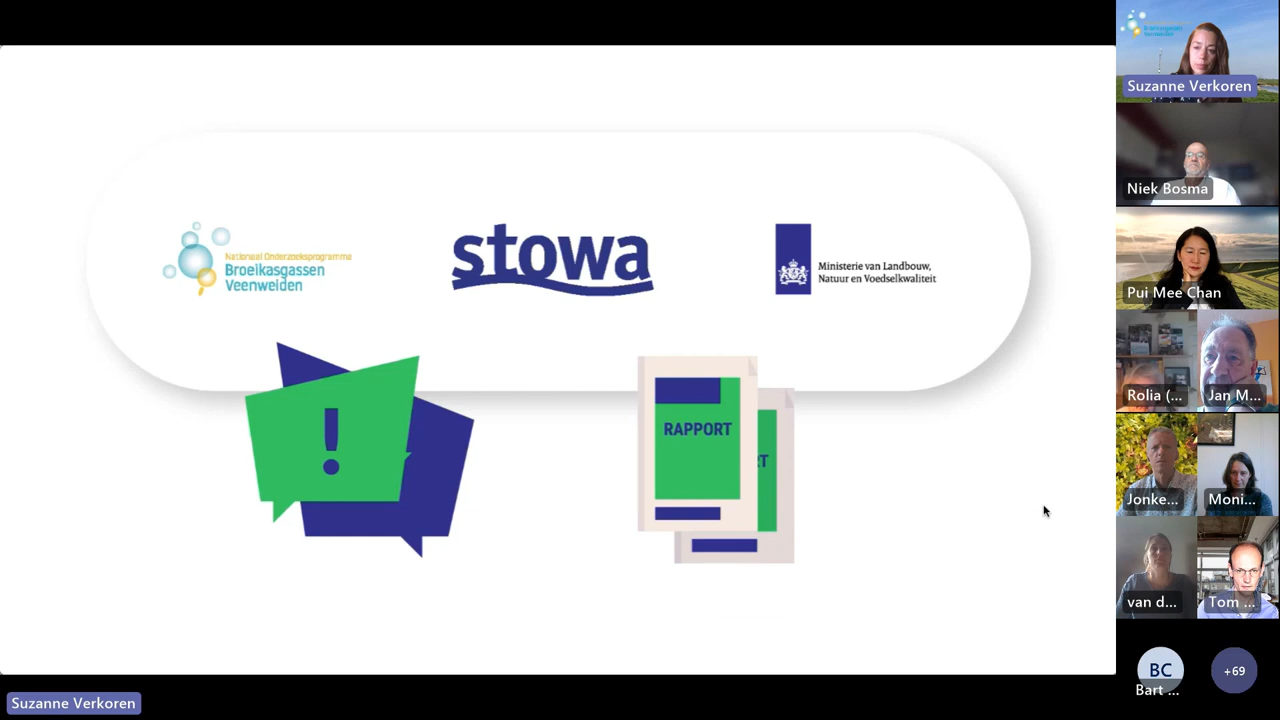 Nationaal Onderzoeksprogramma
Broeikasgassen
Veenweiden
stowa
Ministerie van Landbouw,
Natuur en Voedselkwaliteit
!
RAPPORT
RT
Suzanne Verkoren
Suzanne Verkoren
Niek Bosma
Pui Mee Chan
Rolia (...
Jan M...
Jonke...
Moni...
van d...
Tom ...
BC
Bart ...
+69